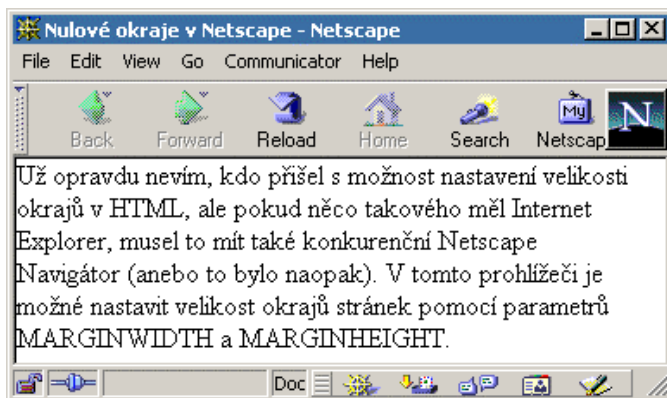 Nulové okraje v Netscape - Netscape
File Edit View Go Communicator Help
Back Forward Reload Home Search Netscap
My
N
Už opravdu nevím, kdo přišel s možnost nastavení velikosti
okrajů v HTML, ale pokud něco takového měl Internet
Explorer, musel to mít také konkurenční Netscape
Navigátor (anebo to bylo naopak). V tomto prohlížeči je
možné nastavit velikost okrajů stránek pomocí parametrů
MARGINWIDTH a MARGINHEIGHT.
Doc